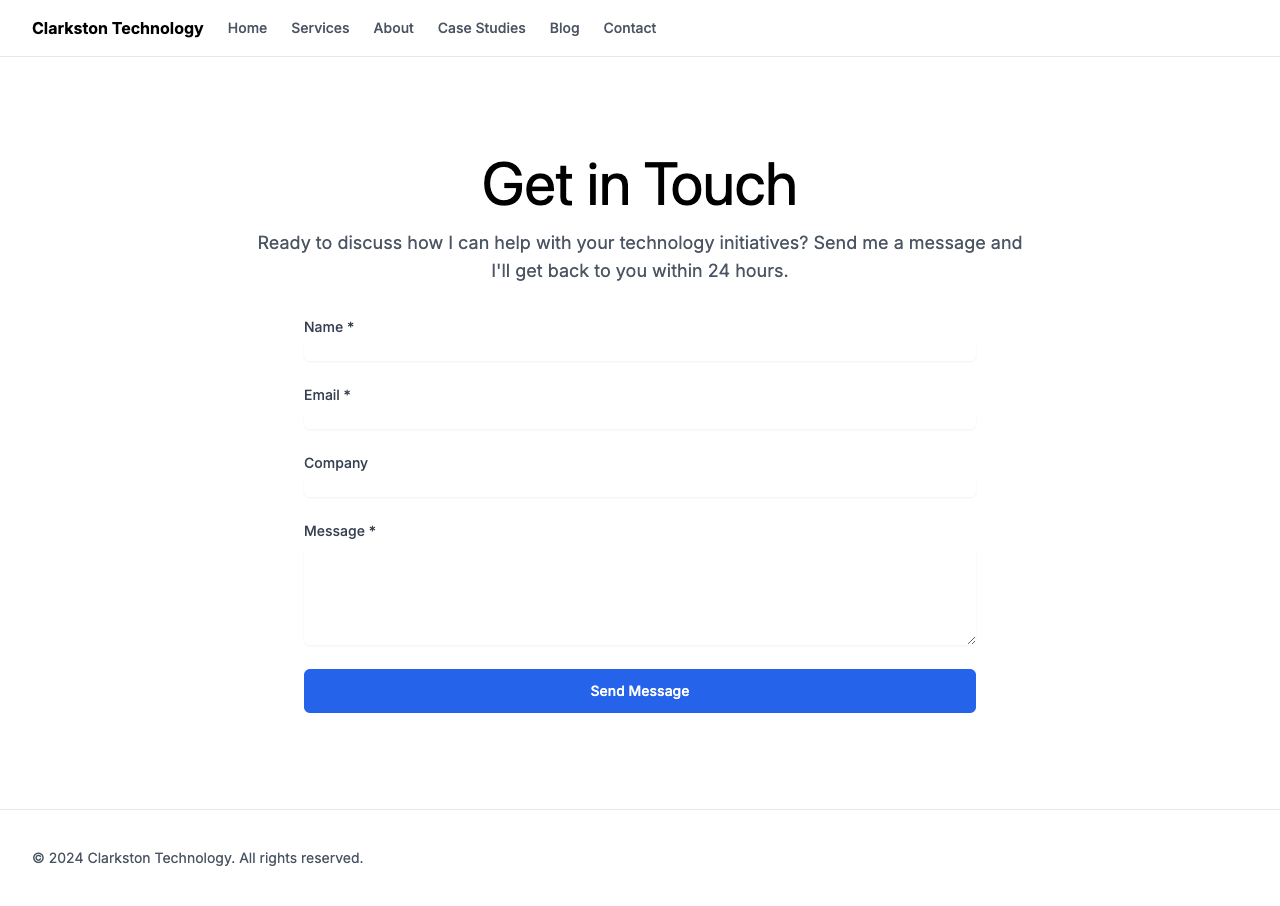 Clarkston Technology Home Services About Case Studies Blog Contact
Get in Touch
Ready to discuss how I can help with your technology initiatives? Send me a message and
I'll get back to you within 24 hours.
Name *
Email *
Company
Message *
Send Message
© 2024 Clarkston Technology. All rights reserved.